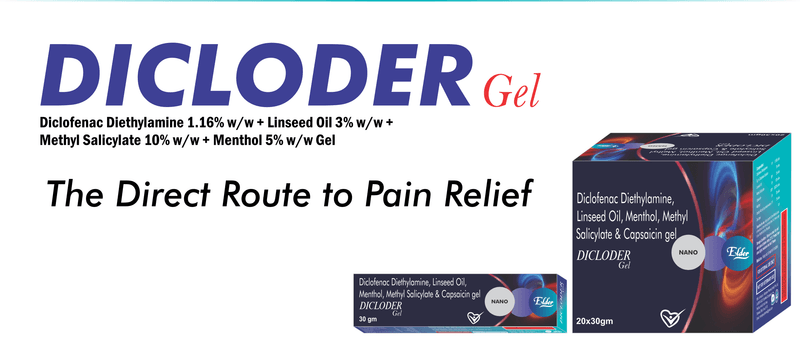 DICLODER Gel
Diclofenac Diethylamine 1.16% w/w + Linseed Oil 3% w/w +
Methyl Salicylate 10% w/w + Menthol 5% w/w Gel
The Direct Route to Pain Relief
Diclofenac Diethylamine, Linseed Oil,
Menthol, Methyl Salicylate & Capsaicin gel
DICLODER
Gel
30 gm
NANO
Elder
Diclofenac Diethylamine,
Linseed Oil, Menthol, Methyl
Salicylate & Capsaicin gel
DICLODER
Gel
NANO
Elder
20x30gm